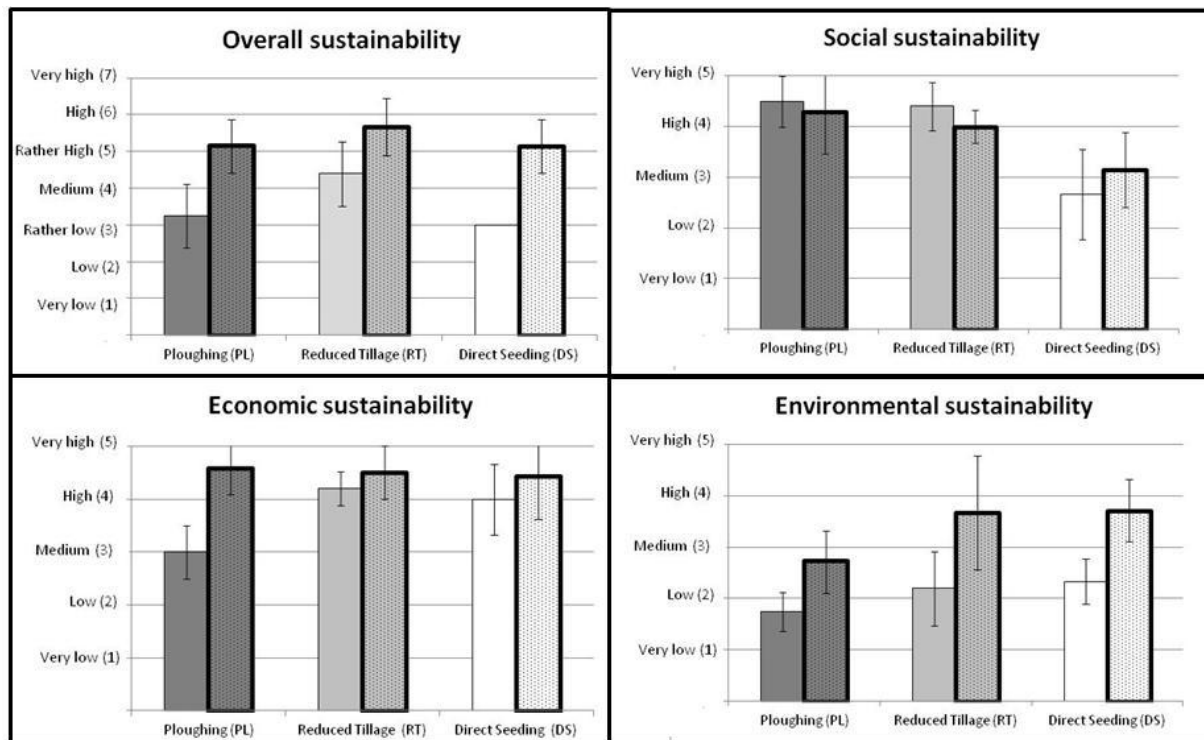 Overall sustainability
Very high (7)
High (6)
Rather High (5)
Medium (4)
Rather low (3)
Low (2)
Very low (1)
Ploughing (PL)
Reduced Tillage (RT)
Direct Seeding (DS)
Social sustainability
Very high (5)
High (4)
Medium (3)
Low (2)
Very low (1)
Ploughing (PL)
Reduced Tillage (RT)
Direct Seeding (DS)
Economic sustainability
Very high (5)
High (4)
Medium (3)
Low (2)
Very low (1)
Ploughing (PL)
Reduced Tillage (RT)
Direct Seeding (DS)
Environmental sustainability
Very high (5)
High (4)
Medium (3)
Low (2)
Very low (1)
Ploughing (PL)
Reduced Tillage (RT)
Direct Seeding (DS)